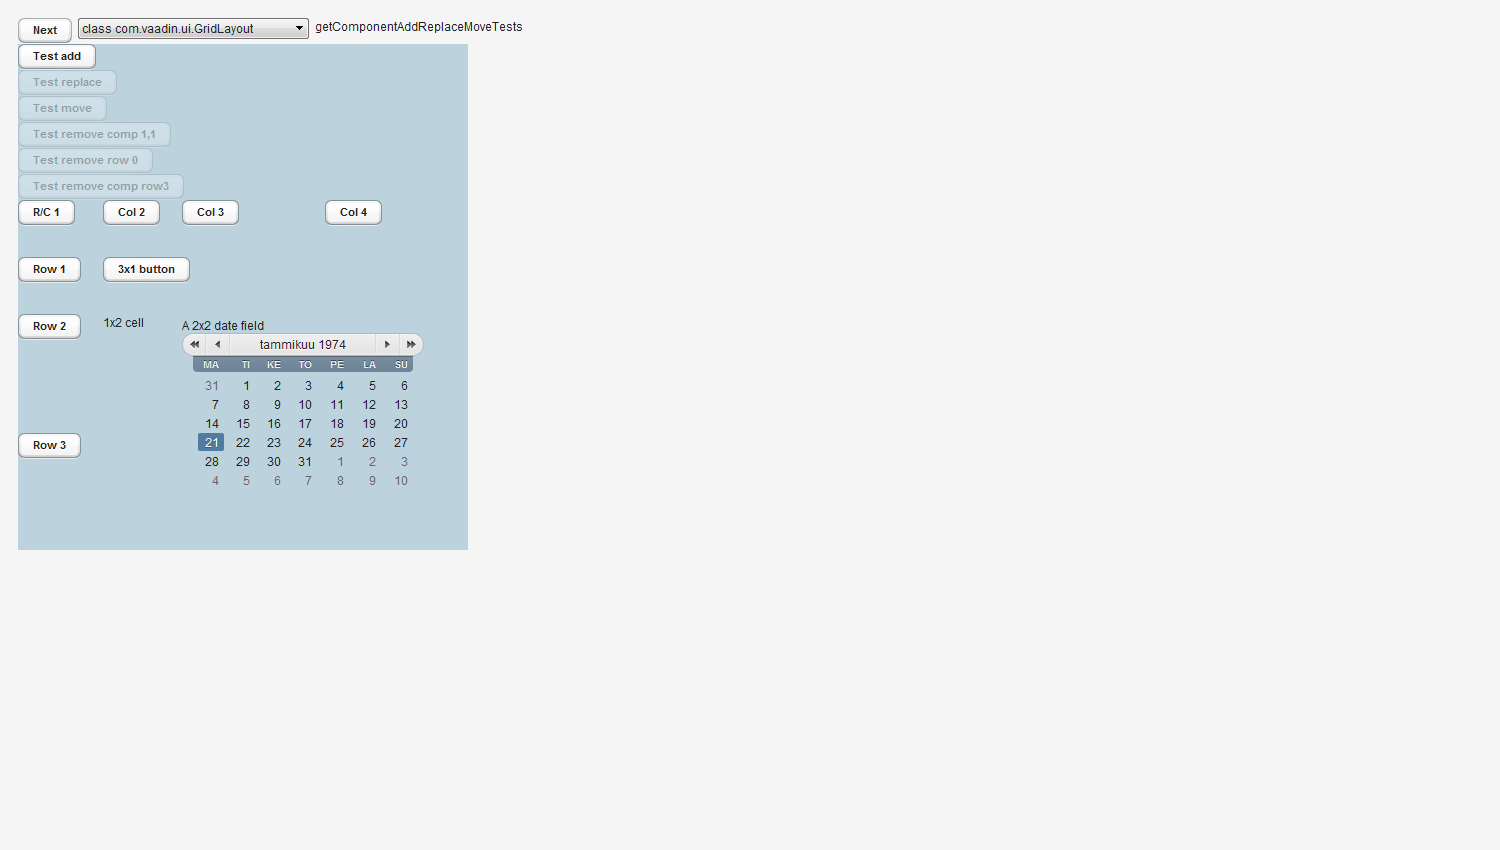 Next class com.vaadin.ui.GridLayout getComponentAddReplaceMoveTests
Test add
Test replace
Test move
Test remove comp 1,1
Test remove row 0
Test remove comp row3
R/C 1 Col 2 Col 3 Col 4
Row 1 3x1 button
Row 2 1x2 cell A 2x2 date field
tammikuu 1974
MA TI KE TO PE LA SU
31 1 2 3 4 5 6
7 8 9 10 11 12 13
14 15 16 17 18 19 20
Row 3 21 22 23 24 25 26 27
28 29 30 31 1 2 3
4 5 6 7 8 9 10